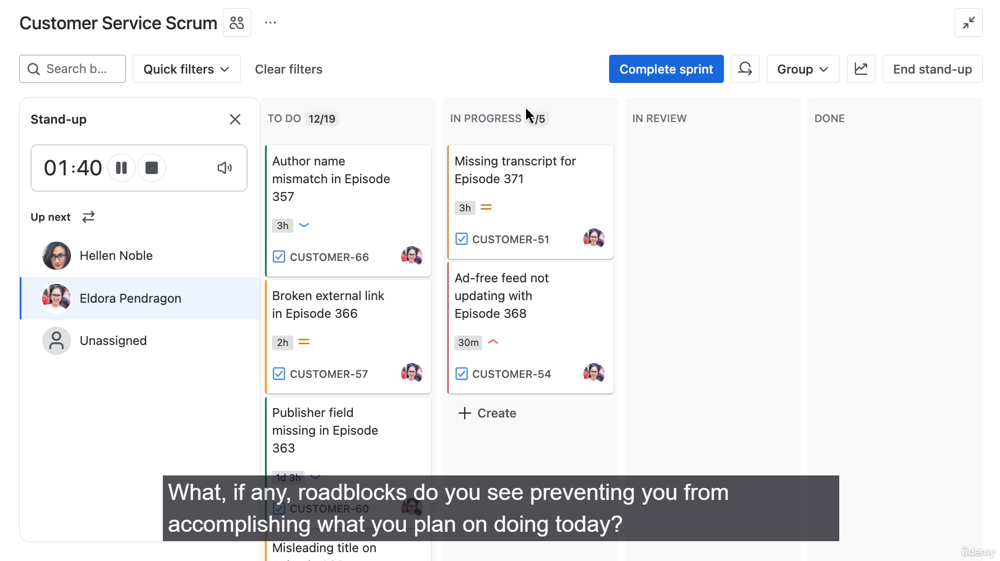 Customer Service Scrum
Search b...
Quick filters
Clear filters
Complete sprint
Group
End stand-up
Stand-up
01:40
Up next
Hellen Noble
Eldora Pendragon
Unassigned
TO DO 12/19
Author name
mismatch in Episode
357
3h
CUSTOMER-66
Broken external link
in Episode 366
2h
CUSTOMER-57
Publisher field
missing in Episode
363
1d 3h
CUSTOMER-60
Misleading title on
IN PROGRESS /5
Missing transcript for
Episode 371
3h
CUSTOMER-51
Ad-free feed not
updating with
Episode 368
30m
CUSTOMER-54
Create
IN REVIEW
DONE
What, if any, roadblocks do you see preventing you from
accomplishing what you plan on doing today?
ûdemy